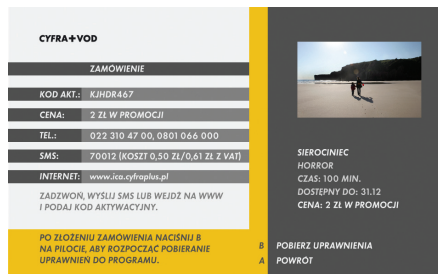 CYFRA+VOD
ZAMÓWIENIE
KOD AKT.: KJHDR467
CENA: 2 ZŁ W PROMOCJI
TEL.: 022 310 47 00, 0801 066 000
SMS: 70012 (KOSZT 0,50 ZŁ/0,61 ZŁ Z VAT)
INTERNET: www.ica.cyfraplus.pl
ZADZWOŃ, WYŚLIJ SMS LUB WEJDŹ NA WWW
I PODAJ KOD AKTYWACYJNY.
PO ZŁOŻENIU ZAMÓWIENIA NACIŚNIJ B
NA PILOCIE, ABY ROZPOCZĄĆ POBIERANIE
UPRAWNIEŃ DO PROGRAMU.
SIEROCINIEC
HORROR
CZAS: 100 MIN.
DOSTĘPNY DO: 31.12
CENA: 2 ZŁ W PROMOCJI
B POBIERZ UPRAWNIENIA
A POWRÓT